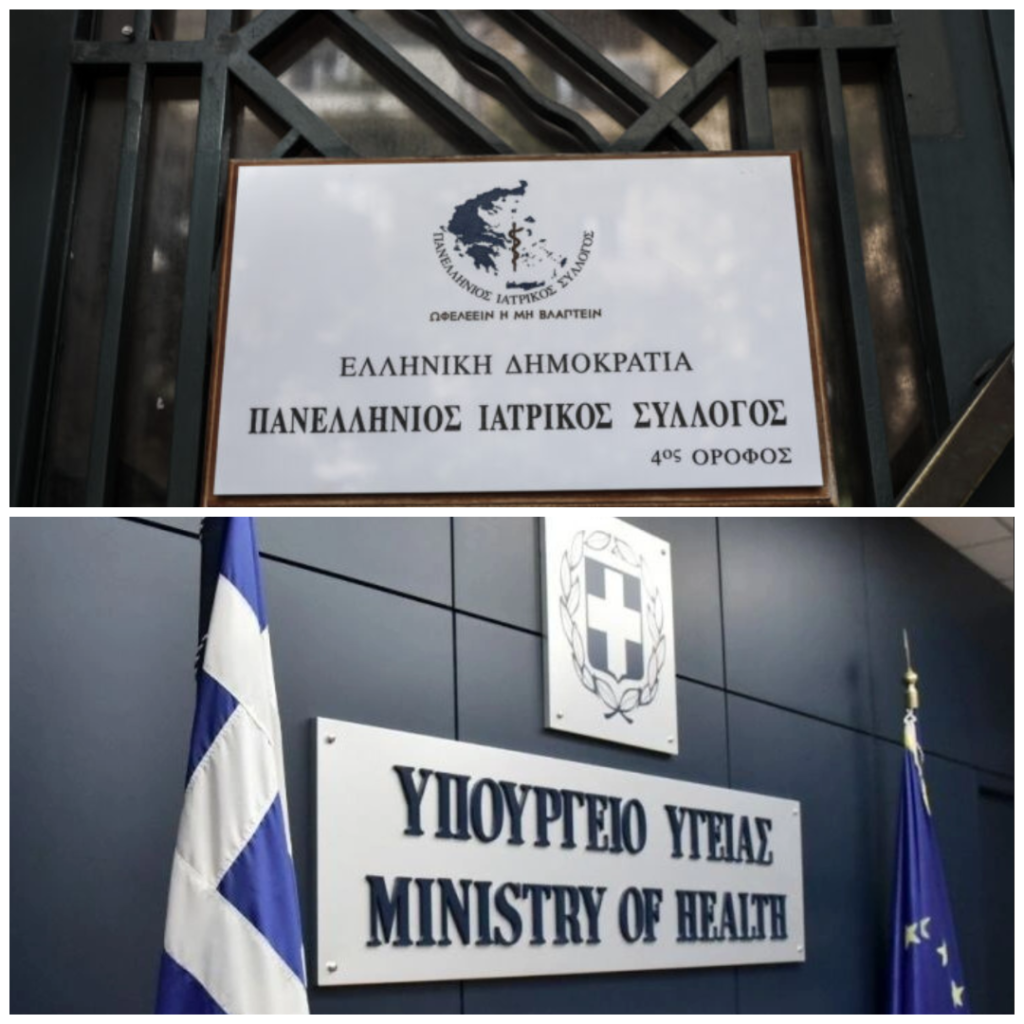 ΠΑΝΕΛΛΗΝΙΟΣ ΙΑΤΡΙΚΟΣ ΣΥΛΛΟΓΟΣ
ΩΦΕΛΕΕΙΝ Η ΜΗ ΒΛΑΠΤΕΙΝ
ΕΛΛΗΝΙΚΗ ΔΗΜΟΚΡΑΤΙΑ
ΠΑΝΕΛΛΗΝΙΟΣ ΙΑΤΡΙΚΟΣ ΣΥΛΛΟΓΟΣ
4ος ΟΡΟΦΟΣ
ΥΠΟΥΡΓΕΙΟ ΥΓΕΙΑΣ
MINISTRY OF HEALTH